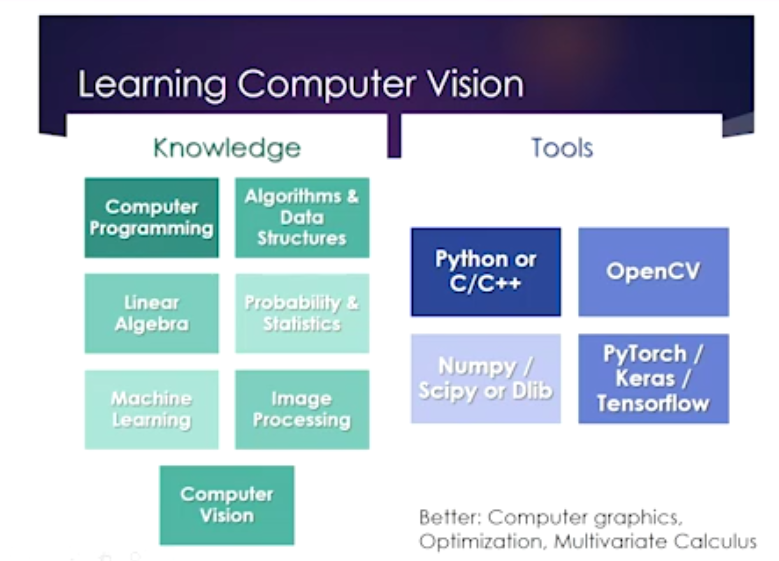 Learning Computer Vision
Knowledge
Computer
Programming
Algorithms &
Data
Structures
Linear
Algebra
Probability &
Statistics
Machine
Learning
Image
Processing
Computer
Vision
Tools
Python or
C/C++
OpenCV
Numpy /
Scipy or Dlib
PyTorch /
Keras /
Tensorflow
Better: Computer graphics,
Optimization, Multivariate Calculus